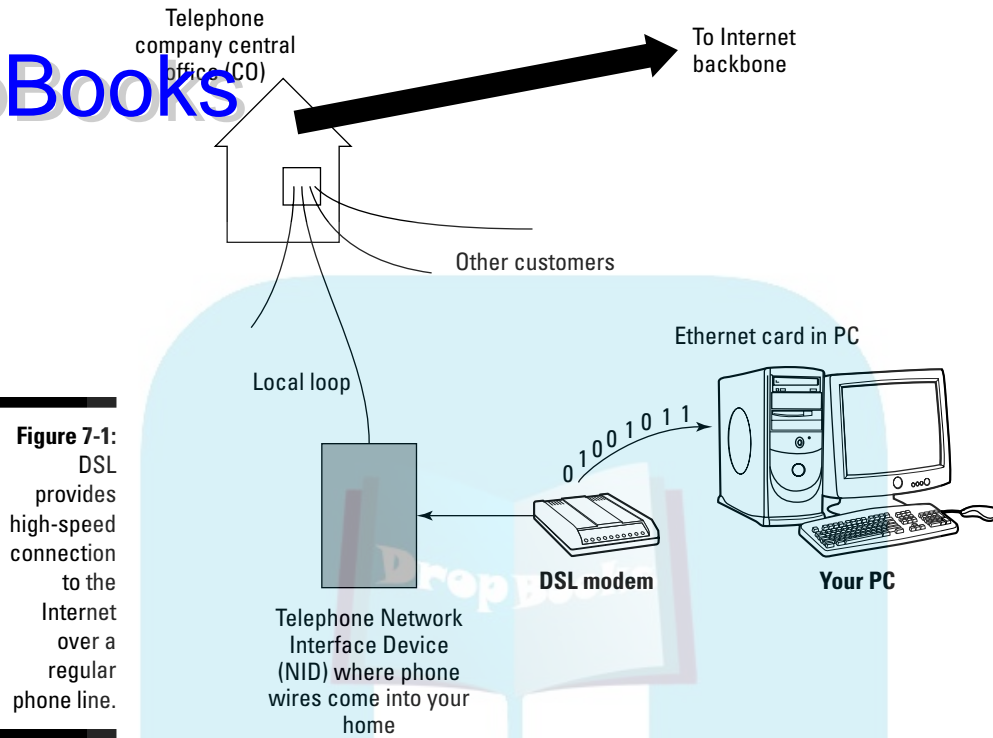 Telephone
company central
office (CO)
Books
To Internet
backbone
Other customers
Ethernet card in PC
Local loop
0 1 0 0 1 0 1 1
Figure 7-1:
DSL
provides
high-speed
connection
to the
Internet
over a
regular
phone line.
DSL modem
Your PC
Drop Books
Telephone Network
Interface Device
(NID) where phone
wires come into your
home